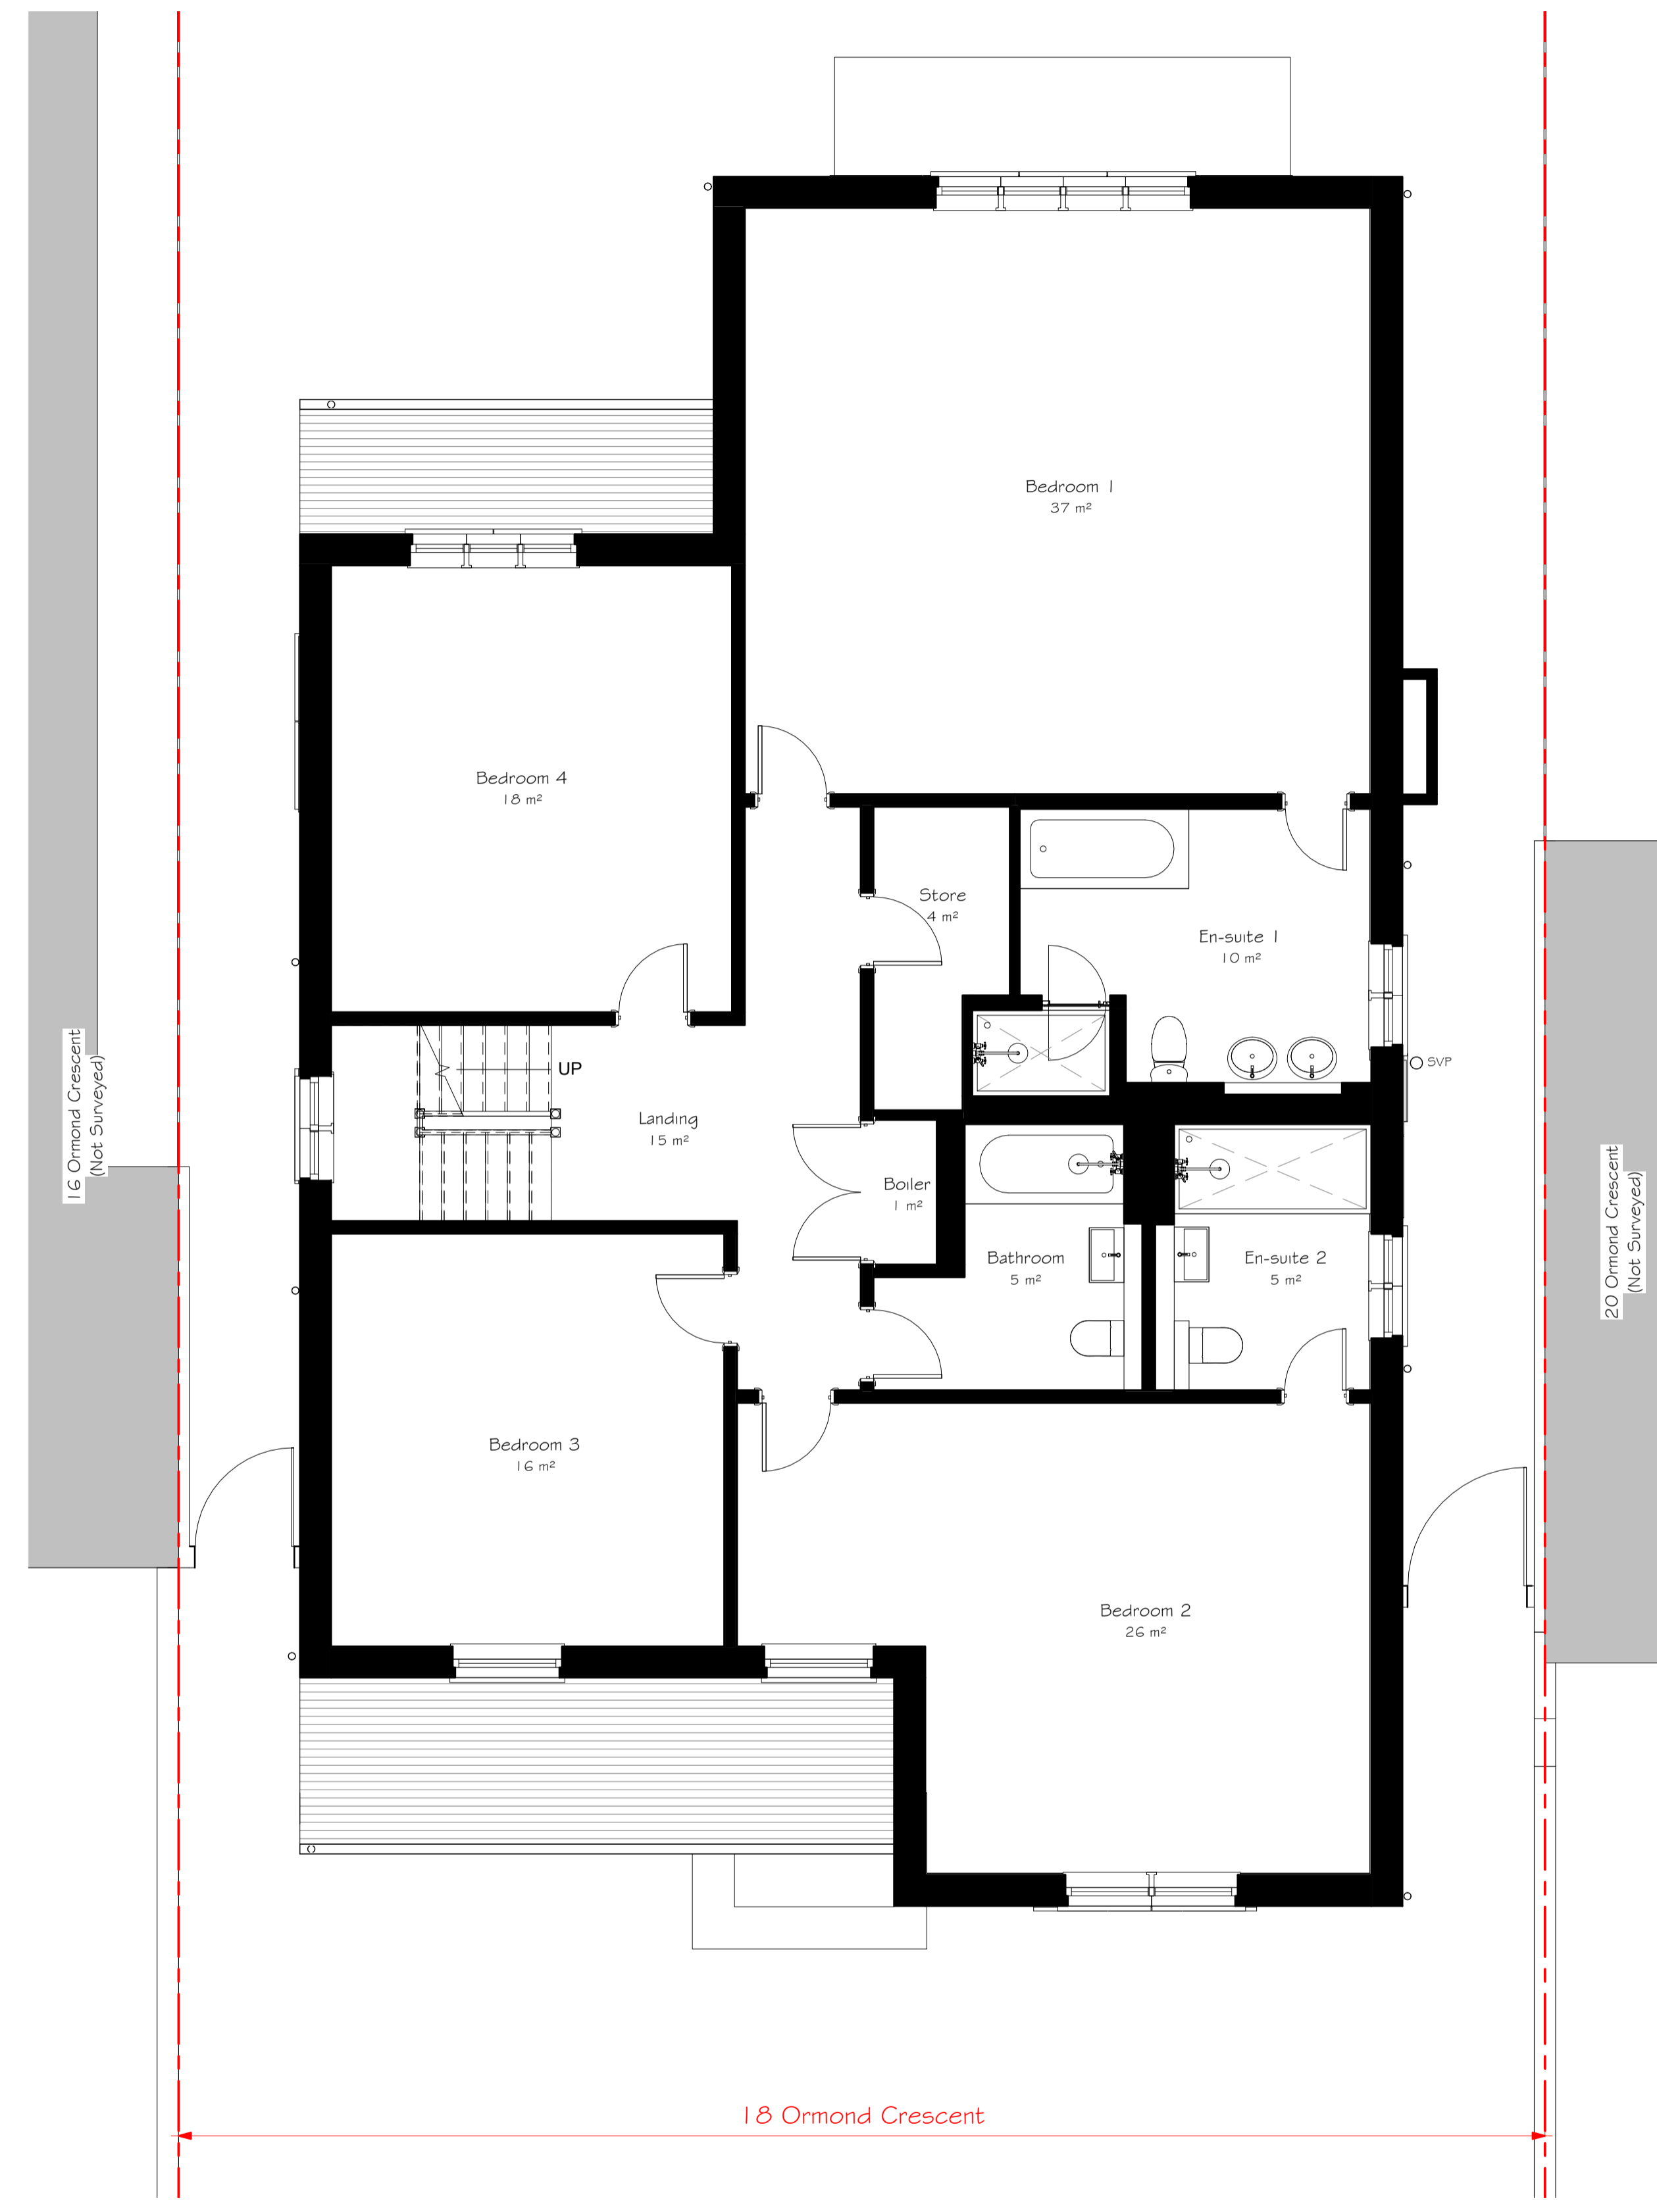 Bedroom 1
37 m²
Bedroom 4
18 m²
Store
4 m²
En-suite 1
10 m²
16 Ormond Crescent
(Not Surveyed)
UP
SVP
Landing
15 m²
Boiler
1 m²
Bathroom
5 m²
En-suite 2
5 m²
20 Ormond Crescent
(Not Surveyed)
Bedroom 3
16 m²
Bedroom 2
26 m²
18 Ormond Crescent